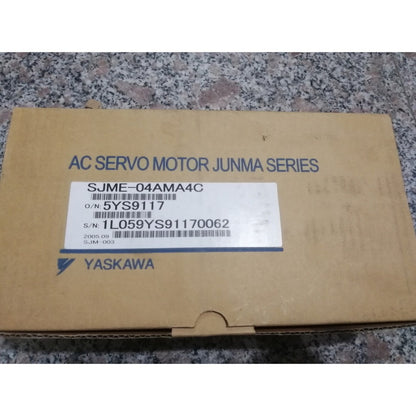 AC SERVO MOTOR JUNMA SERIES
SJME-04AMA4C
O/N: 5YS9117
S/N: 1L059YS91170062
2005.09
SJM-003
YASKAWA